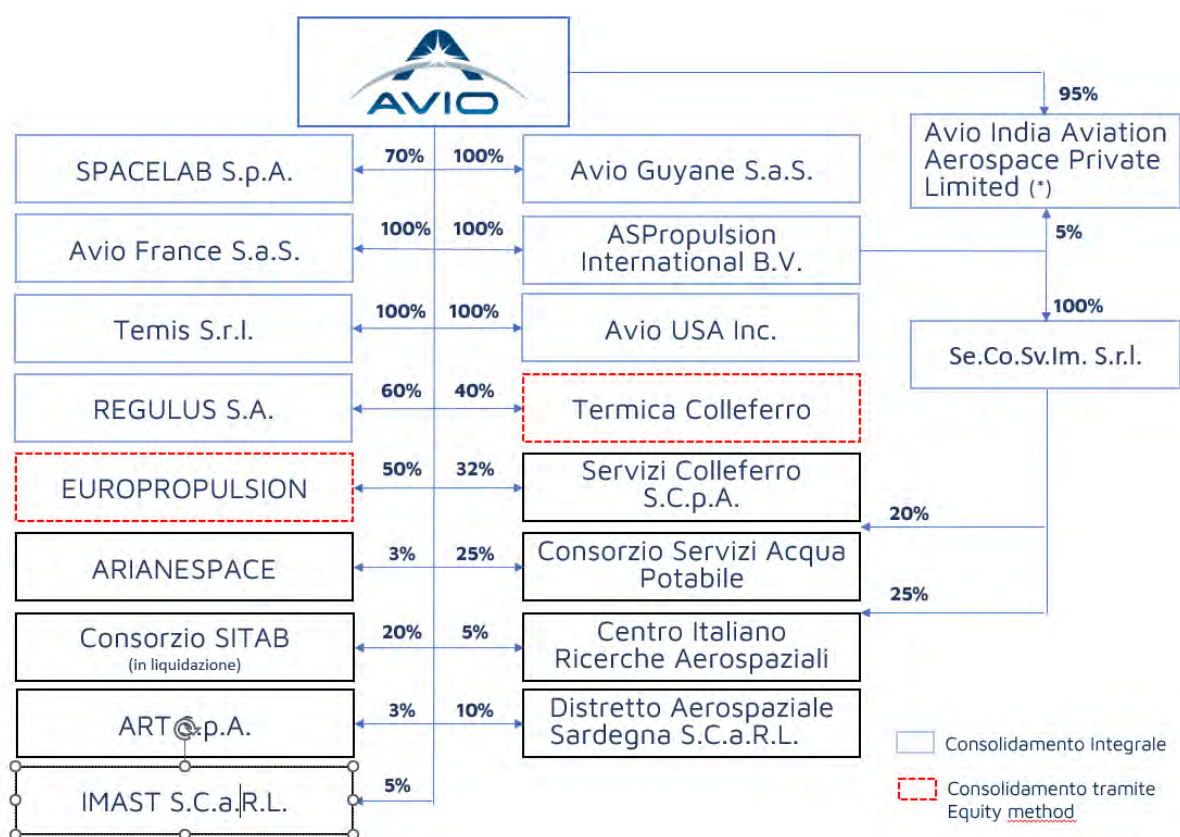 AVIO
95%
Avio India Aviation
Aerospace Private
Limited (*)
SPACELAB S.p.A.
70%
100%
Avio Guyane S.a.S.
Avio France S.a.S.
100%
100%
ASPropulsion
International B.V.
5%
Temis S.r.l.
100%
100%
Avio USA Inc.
100%
Se.Co.Sv.Im. S.r.l.
REGULUS S.A.
60%
40%
Termica Colleferro
EUROPROPULSION
50%
32%
Servizi Colleferro
S.C.p.A.
20%
ARIANESPACE
3%
25%
Consorzio Servizi Acqua
Potabile
25%
Consorzio SITAB
(in liquidazione)
20%
5%
Centro Italiano
Ricerche Aerospaziali
ART .p.A.
3%
10%
Distretto Aerospaziale
Sardegna S.C.a.R.L.
IMAST S.C.a.R.L.
5%
Consolidamento Integrale
Consolidamento tramite
Equity method